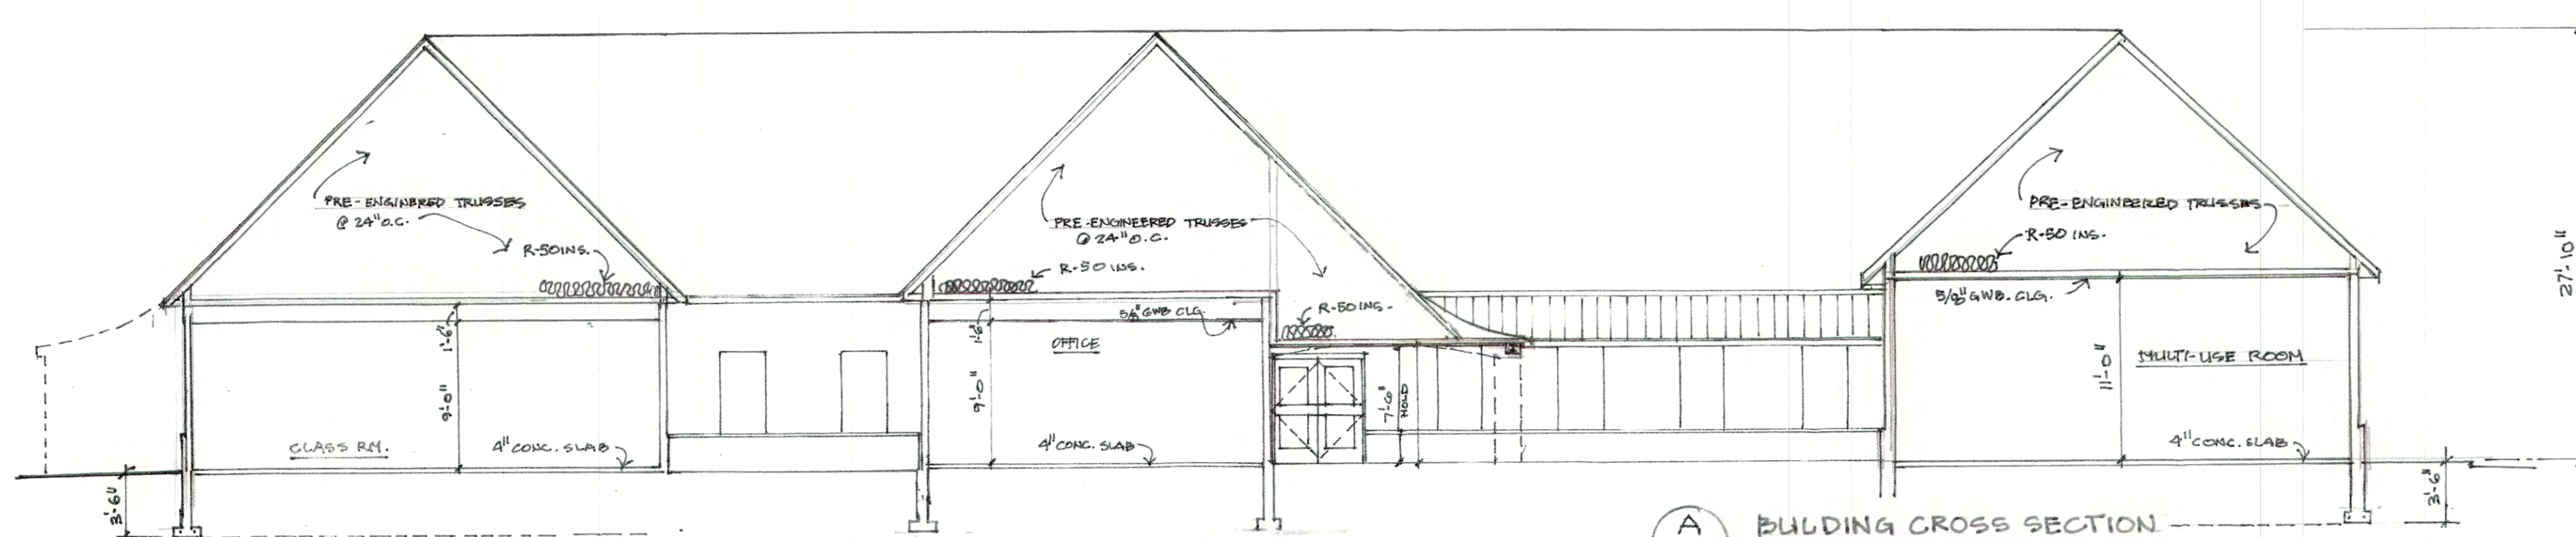 PRE-ENGINEERED TRUSSES
@ 24" O.C.
R-50 INS.
1'-6"
9'-0"
CLASS RM.
4" CONC. SLAB
3'-6"
PRE-ENGINEERED TRUSSES
@ 24" O.C.
R-50 INS.
5/8" GWB CLG.
R-50 INS.
1'-6"
OFFICE
9'-0"
4" CONC. SLAB
7'-6"
HOLD
PRE-ENGINEERED TRUSSES
R-50 INS.
5/8" GWB. CLG.
11'-0"
MULTI-USE ROOM
4" CONC. SLAB
27'-10"
3'-6"
A
BUILDING CROSS SECTION